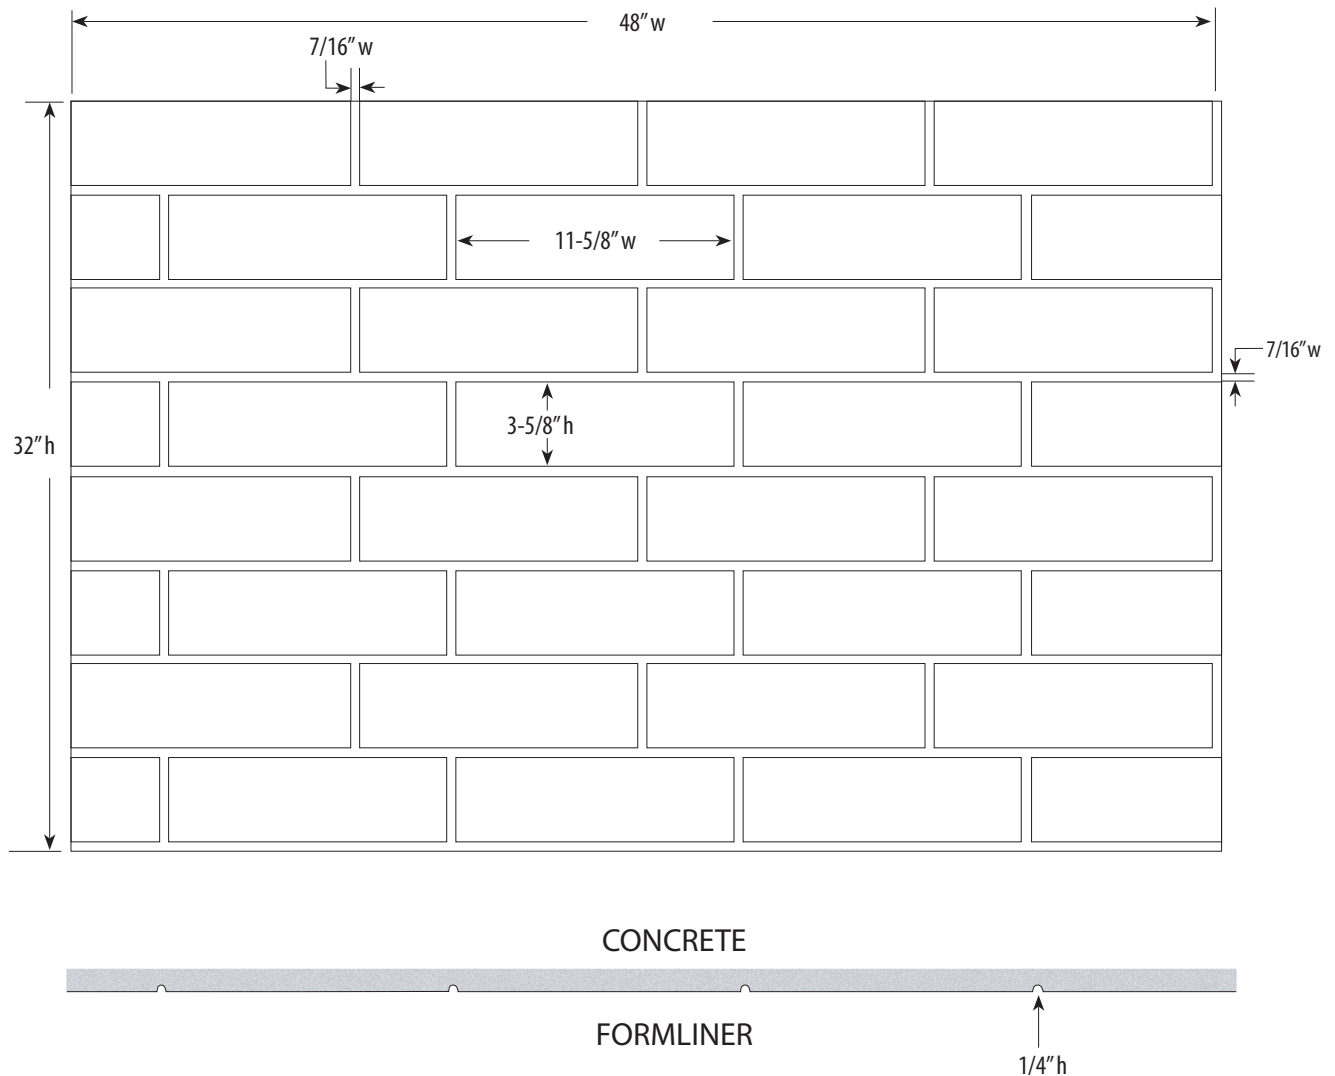 48” w
7/16” w
11-5/8” w
7/16” w
3-5/8” h
32” h
CONCRETE
FORMLINER
1/4” h